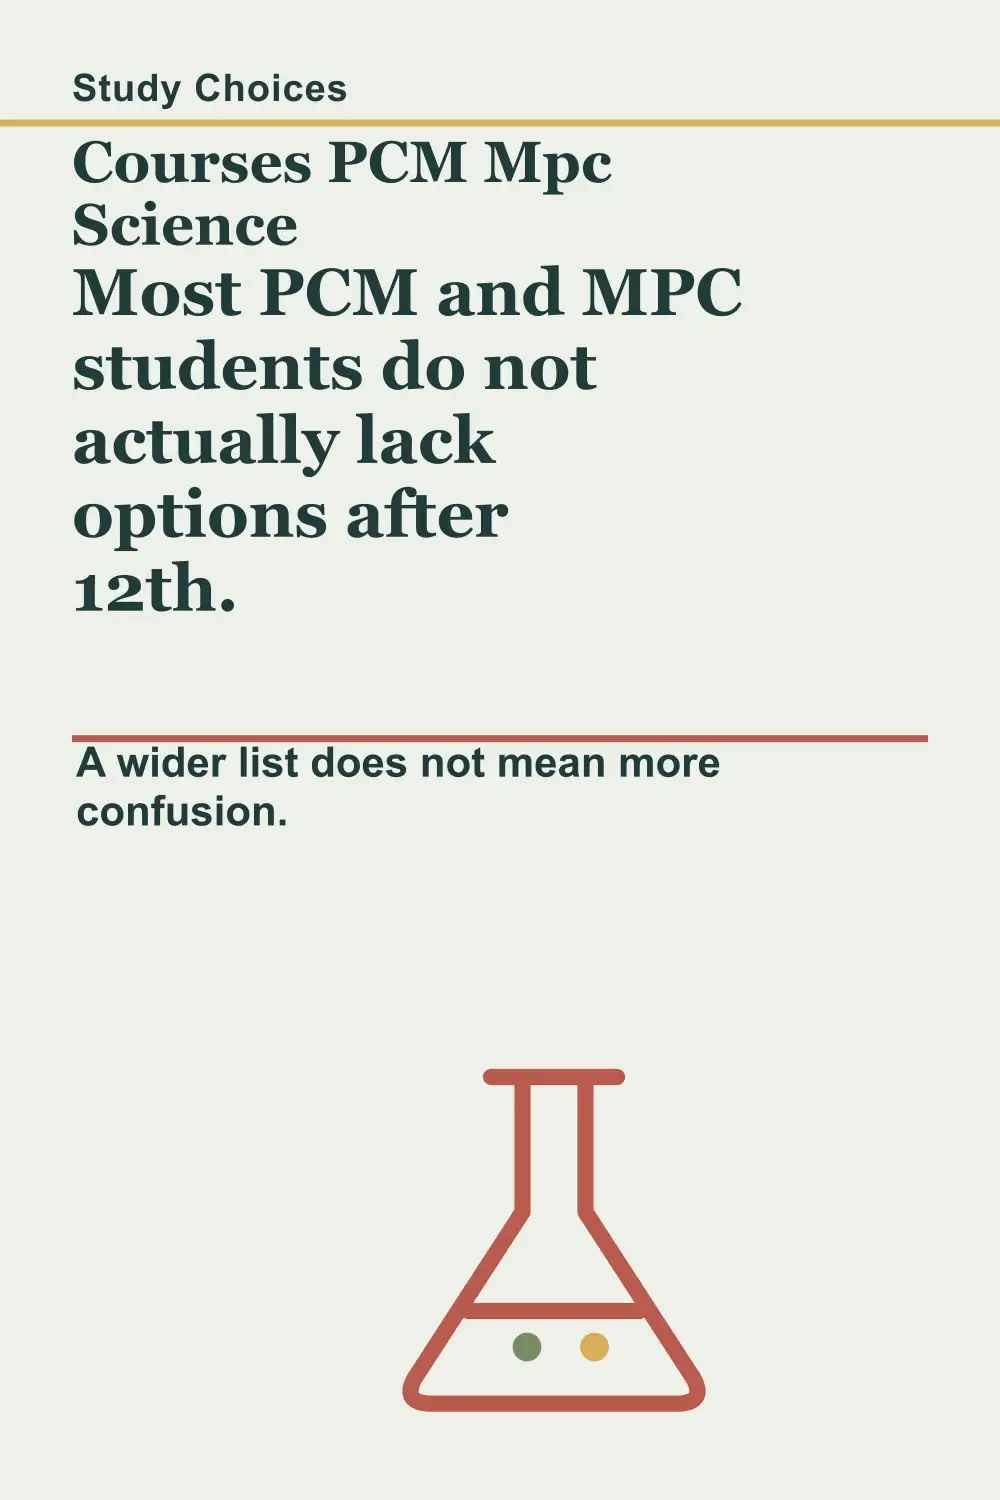 Study Choices
Courses PCM Mpc
Science
Most PCM and MPC
students do not
actually lack
options after
12th.
A wider list does not mean more
confusion.